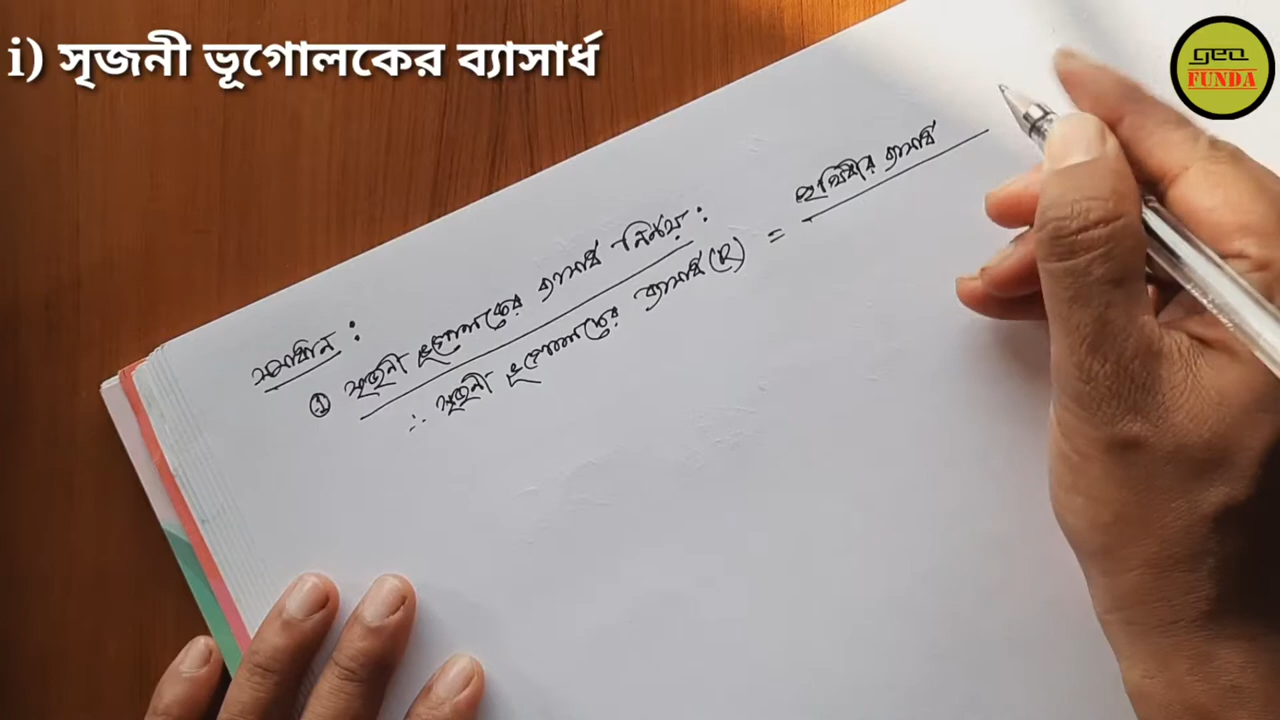 i) সৃজনী ভূগোলকের ব্যাসার্ধ
geo
FUNDA
সমাধান :
① সৃজনী ভূগোলকের ব্যাসার্ধ নির্ণয় :
∴ সৃজনী ভূগোলকের ব্যাসার্ধ (R) = পৃথিবীর ব্যাসার্ধ